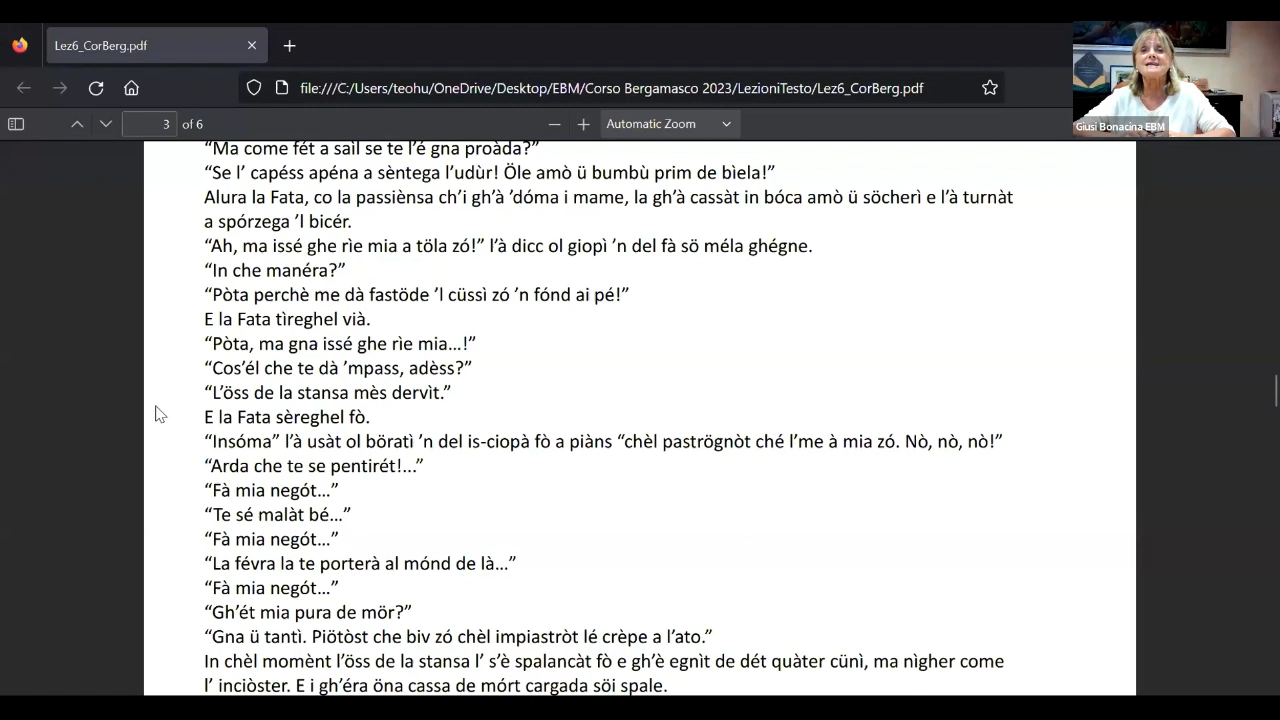 Lez6_CorBerg.pdf
file:///C:/Users/teohu/OneDrive/Desktop/EBM/Corso Bergamasco 2023/LezioniTesto/Lez6_CorBerg.pdf
Giusi Bonacina EBM
3 of 6
Automatic Zoom
“Ma come fét a saìl se te l’é gna proàda?”
“Se l’ capéss apéna a sèntega l’udùr! Öle amò ü bumbù prim de bìela!”
Alura la Fata, co la passiènsa ch’i gh’à ’dóma i mame, la gh’à cassàt in bóca amò ü söcherì e l’à turnàt
a spórzega ’l bicér.
“Ah, ma issé ghe rìe mia a töla zó!” l’à dicc ol giopì ’n del fà sö méla ghégne.
“In che manéra?”
“Pòta perchè me dà fastöde ’l cüssì zó ’n fónd ai pé!”
E la Fata tìreghel vià.
“Pòta, ma gna issé ghe rìe mia…!”
“Cos’él che te dà ’mpass, adèss?”
“L’öss de la stansa mès dervìt.”
E la Fata sèreghel fò.
“Insóma” l’à usàt ol böratì ’n del is-ciopà fò a piàns “chèl paströgnòt ché l’me à mia zó. Nò, nò, nò!”
“Arda che te se pentirét!...”
“Fà mia negót…”
“Te sé malàt bé…”
“Fà mia negót…”
“La févra la te porterà al mónd de là…”
“Fà mia negót…”
“Gh’ét mia pura de mör?”
“Gna ü tantì. Piötòst che biv zó chèl impiastròt lé crèpe a l’ato.”
In chèl momènt l’öss de la stansa l’ s’è spalancàt fò e gh’è egnìt de dét quàter cünì, ma nìgher come
l’ inciòster. E i gh’éra öna cassa de mórt cargada söi spale.